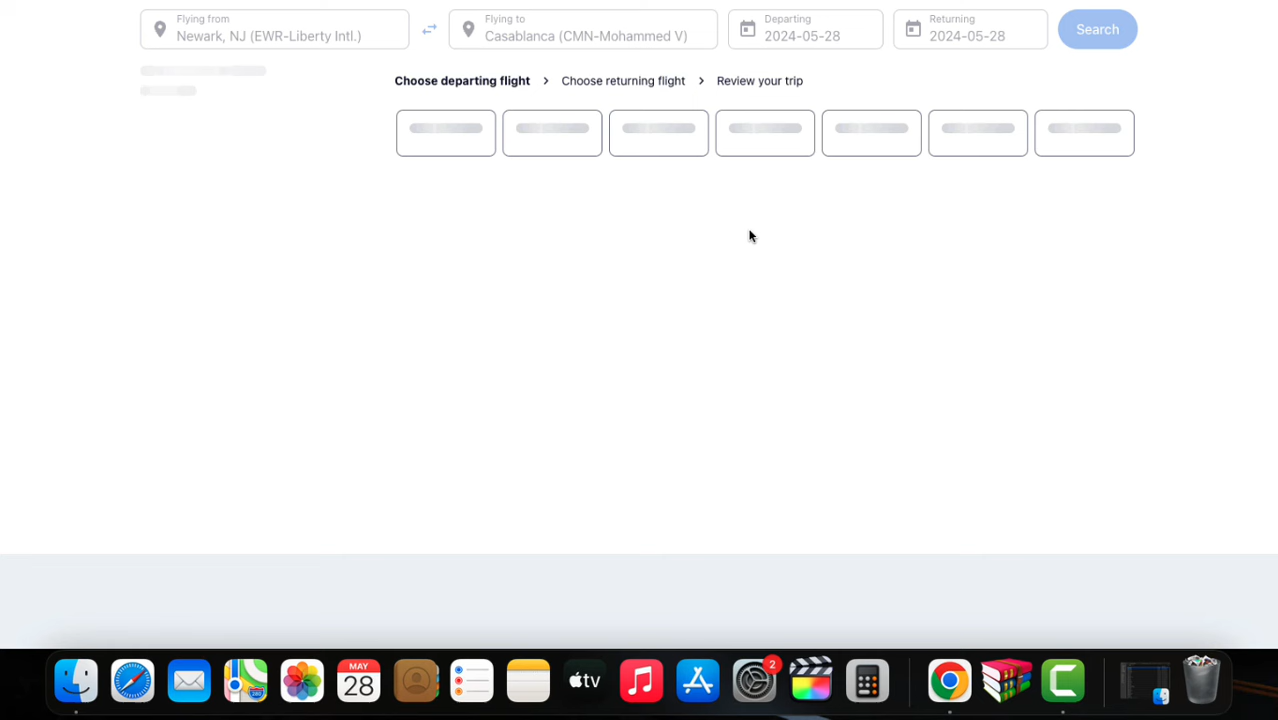 Flying from
Newark, NJ (EWR-Liberty Intl.)
Flying to
Casablanca (CMN-Mohammed V)
Departing
2024-05-28
Returning
2024-05-28
Search
Choose departing flight > Choose returning flight > Review your trip
MAY
28
tv
2